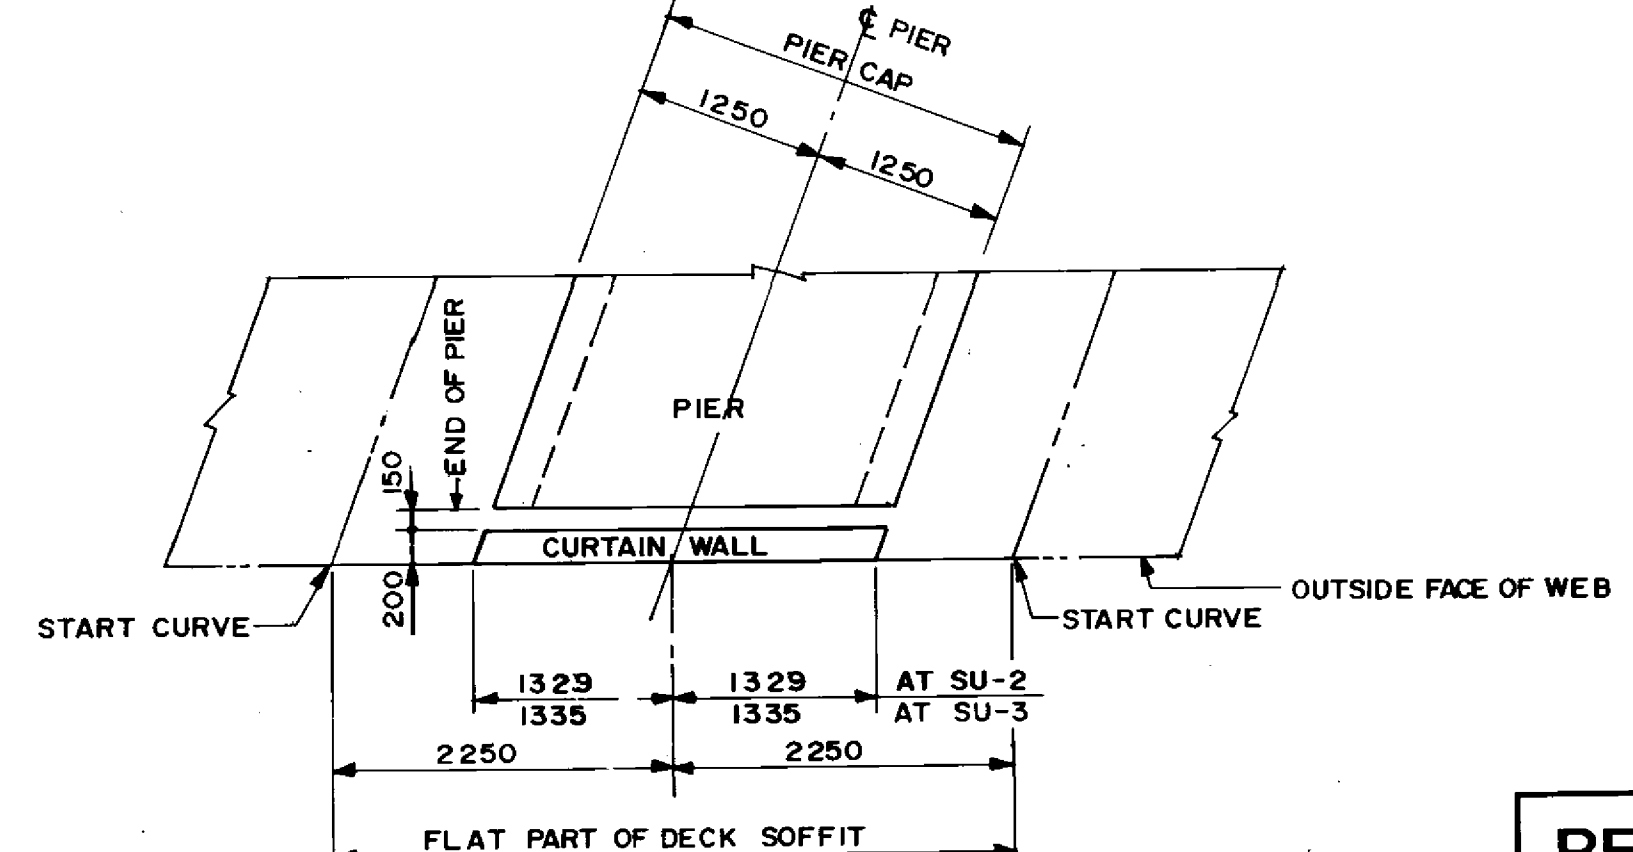 ℄ PIER
PIER CAP
1250
1250
END OF PIER
PIER
150
CURTAIN WALL
200
OUTSIDE FACE OF WEB
START CURVE
START CURVE
1329 1329 AT SU-2
1335 1335 AT SU-3
2250 2250
FLAT PART OF DECK SOFFIT